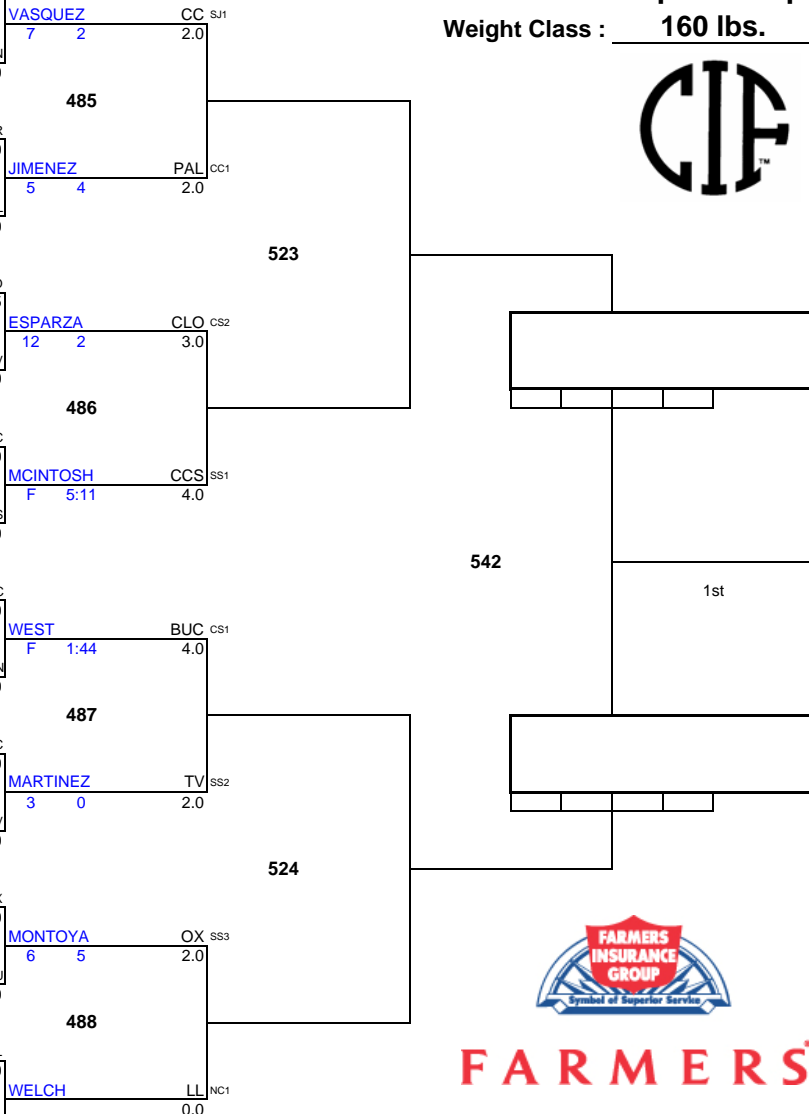 VASQUEZ CC SJ1
7 2 2.0
Weight Class : 160 lbs.
CIF
TM
485
JIMENEZ PAL CC1
5 4 2.0
523
ESPARZA CLO CS2
12 2 3.0
486
MCINTOSH CCS SS1
F 5:11 4.0
542
1st
WEST BUC CS1
F 1:44 4.0
487
MARTINEZ TV SS2
3 0 2.0
524
MONTOYA OX SS3
6 5 2.0
FARMERS
INSURANCE
GROUP
Symbol of Superior Service
488
FARMERS
WELCH LL NC1
0.0